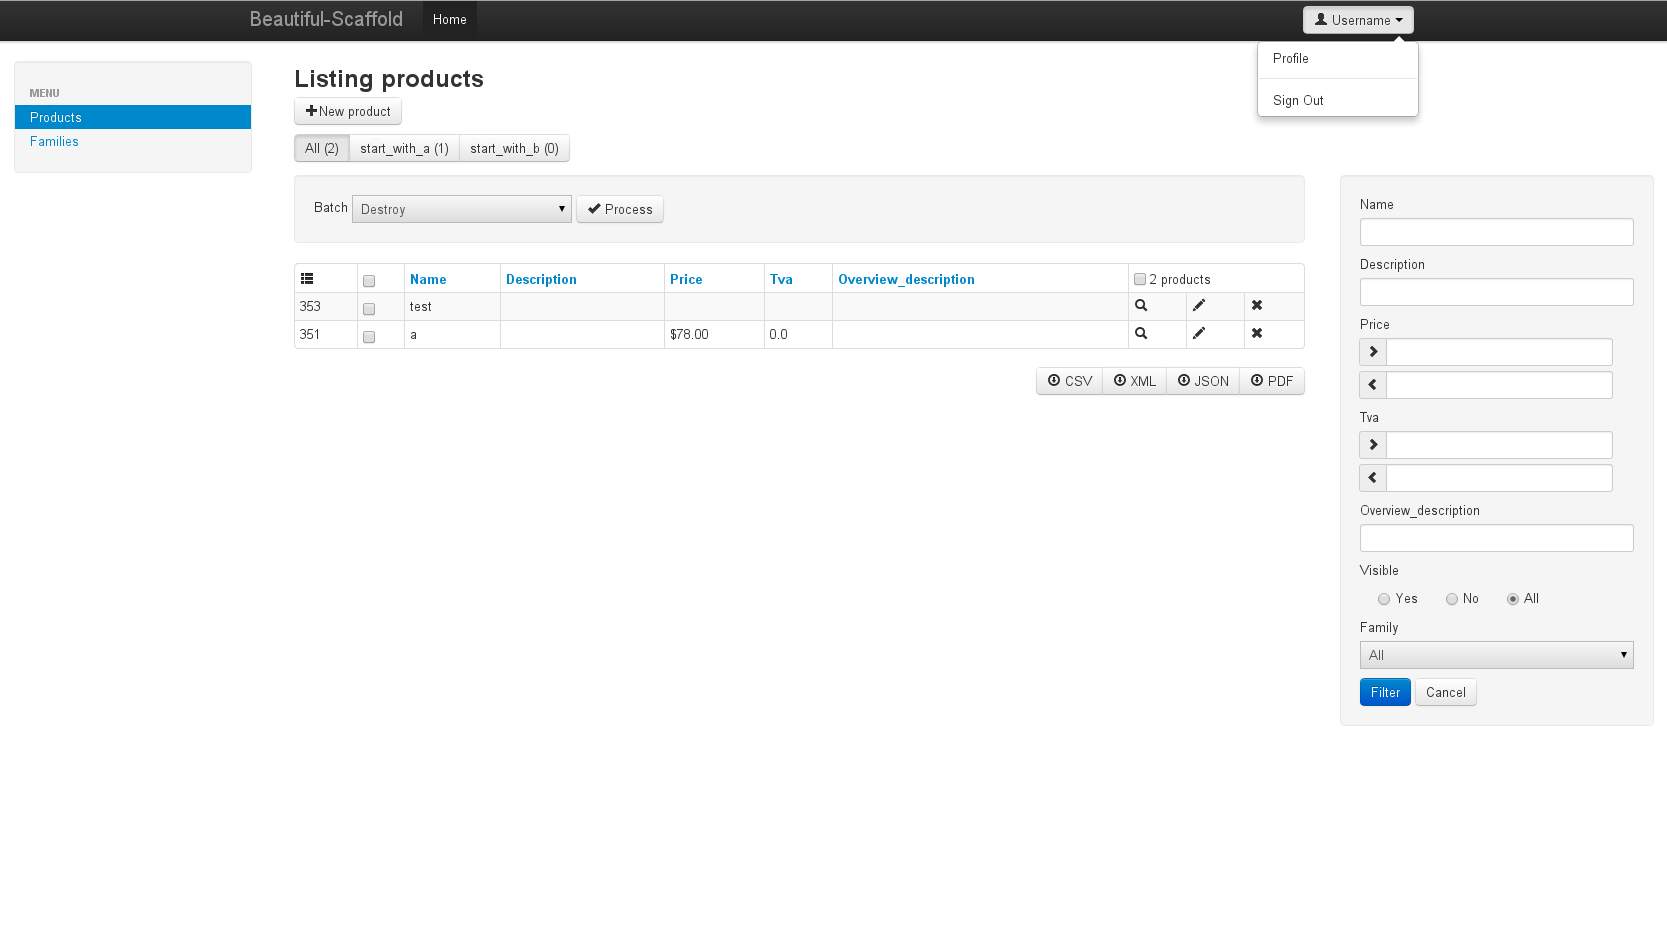 Beautiful-Scaffold Home Username
Profile
Sign Out
MENU
Products
Families
Listing products
New product
All (2) start_with_a (1) start_with_b (0)
Batch Destroy Process
Name Description Price Tva Overview_description 2 products
353 test
351 a $78.00 0.0
CSV XML JSON PDF
Name
Description
Price
Tva
Overview_description
Visible
Yes No All
Family
All
Filter Cancel